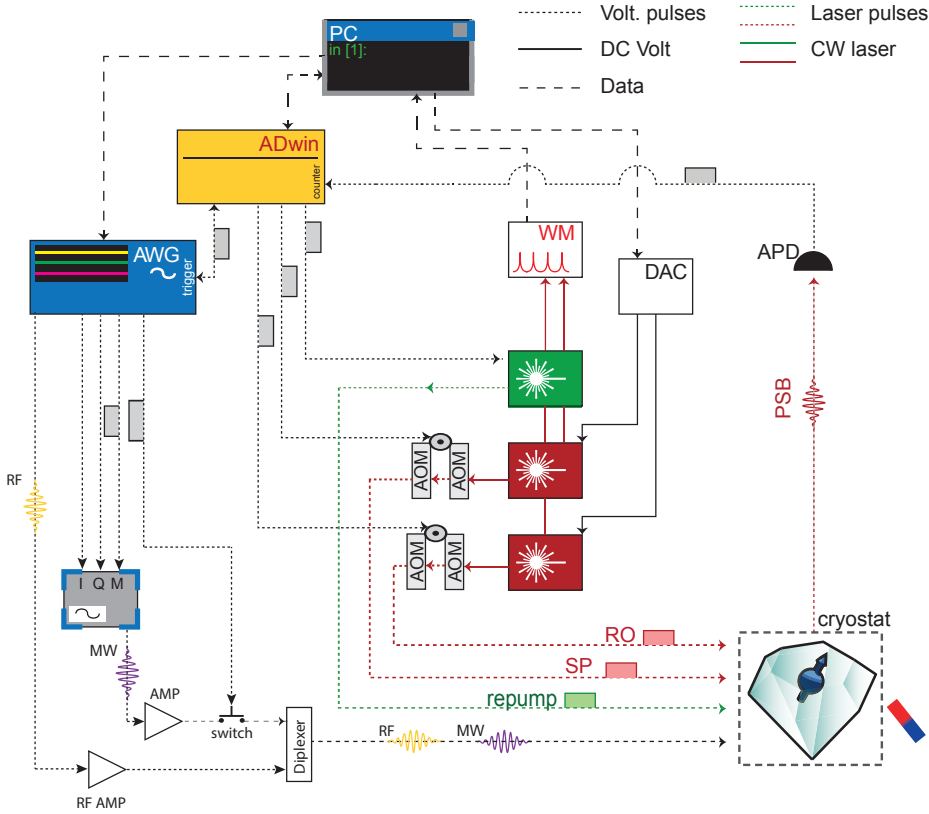 Volt. pulses
Laser pulses
DC Volt
CW laser
Data
PC
in [1]:
ADwin
counter
AWG
trigger
WM
DAC
APD
PSB
AOM
AOM
AOM
AOM
RF
I Q M
MW
AMP
switch
RF AMP
Diplexer
RF
MW
RO
SP
repump
cryostat